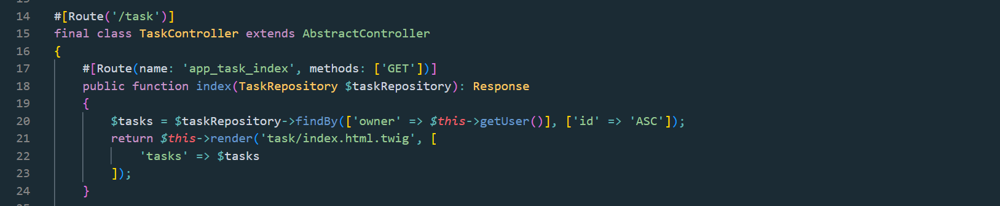 14 #[Route('/task')]
15 final class TaskController extends AbstractController
16 {
17 #[Route(name: 'app_task_index', methods: ['GET'])]
18 public function index(TaskRepository $taskRepository): Response
19 {
20 $tasks = $taskRepository->findBy(['owner' => $this->getUser()], ['id' => 'ASC']);
21 return $this->render('task/index.html.twig', [
22 'tasks' => $tasks
23 ]);
24 }